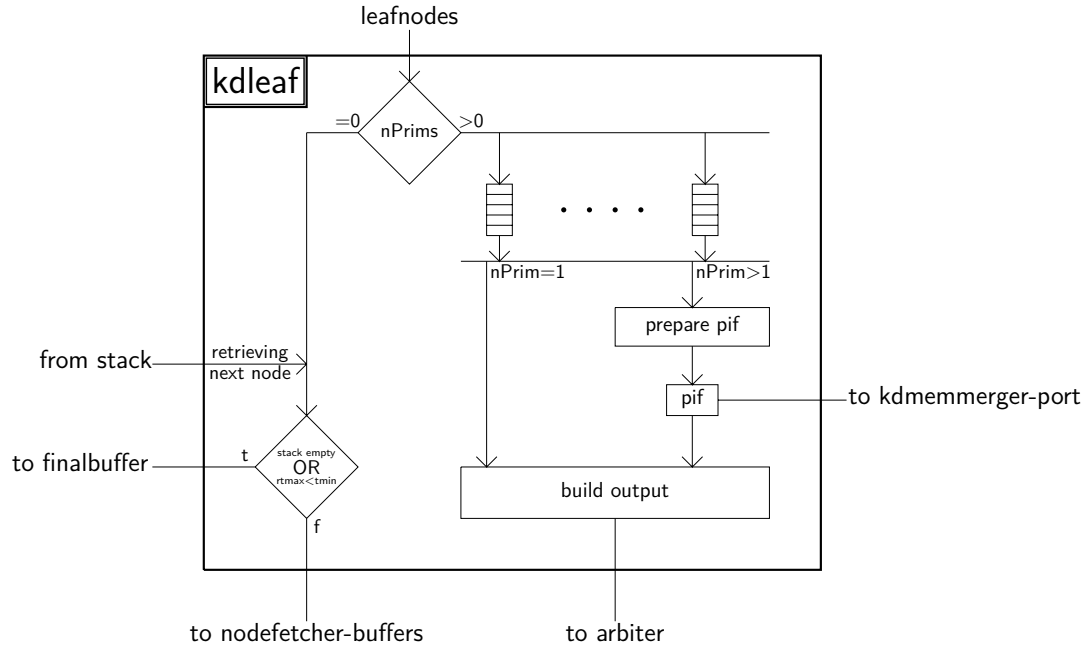 leafnodes
kdleaf
=0
>0
nPrims
nPrim=1
nPrim>1
prepare pif
from stack
retrieving
next node
pif
to kdmemmerger-port
to finalbuffer
t
stack empty
OR
rtmax<tmin
f
build output
to nodefetcher-buffers
to arbiter